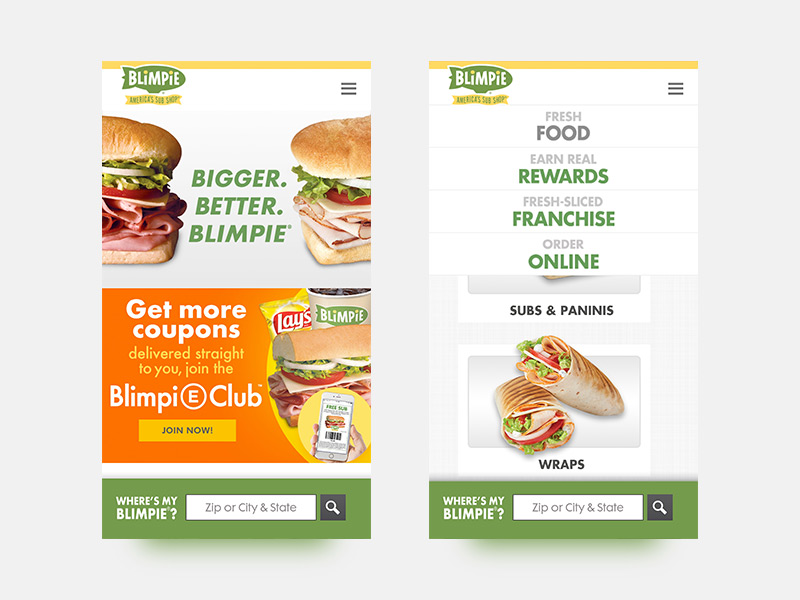 BLIMPIE
AMERICA'S SUB SHOP
BIGGER.
BETTER.
BLIMPIE®
Get more
coupons
delivered straight
to you, join the
BlimpiE Club™
JOIN NOW!
Lay's
BLIMPIE
FREE SUB
WHERE'S MY
BLIMPIE®?
Zip or City & State
BLIMPIE
AMERICA'S SUB SHOP
FRESH
FOOD
EARN REAL
REWARDS
FRESH-SLICED
FRANCHISE
ORDER
ONLINE
SUBS & PANINIS
WRAPS
WHERE'S MY
BLIMPIE®?
Zip or City & State